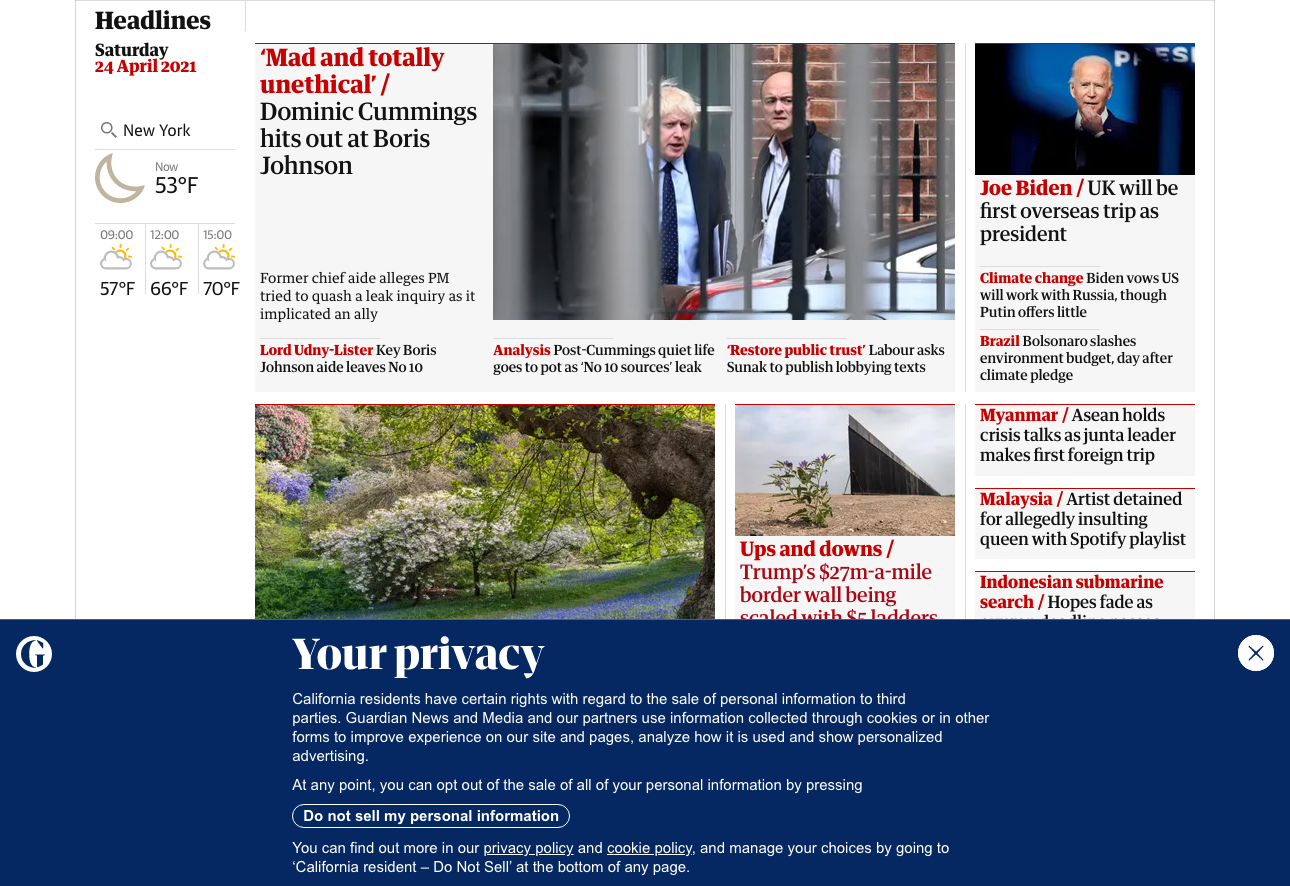 Headlines
Saturday
24 April 2021
New York
Now
53°F
09:00
12:00
15:00
57°F
66°F
70°F
‘Mad and totally
unethical’ /
Dominic Cummings
hits out at Boris
Johnson
Former chief aide alleges PM
tried to quash a leak inquiry as it
implicated an ally
Lord Udny-Lister Key Boris
Johnson aide leaves No 10
Analysis Post-Cummings quiet life
goes to pot as ‘No 10 sources’ leak
‘Restore public trust’ Labour asks
Sunak to publish lobbying texts
Joe Biden / UK will be
first overseas trip as
president
Climate change Biden vows US
will work with Russia, though
Putin offers little
Brazil Bolsonaro slashes
environment budget, day after
climate pledge
Ups and downs /
Trump’s $27m-a-mile
border wall being
scaled with $5 ladders
Myanmar / Asean holds
crisis talks as junta leader
makes first foreign trip
Malaysia / Artist detained
for allegedly insulting
queen with Spotify playlist
Indonesian submarine
search / Hopes fade as
Your privacy
California residents have certain rights with regard to the sale of personal information to third
parties. Guardian News and Media and our partners use information collected through cookies or in other
forms to improve experience on our site and pages, analyze how it is used and show personalized
advertising.
At any point, you can opt out of the sale of all of your personal information by pressing
Do not sell my personal information
You can find out more in our privacy policy and cookie policy, and manage your choices by going to
‘California resident – Do Not Sell’ at the bottom of any page.